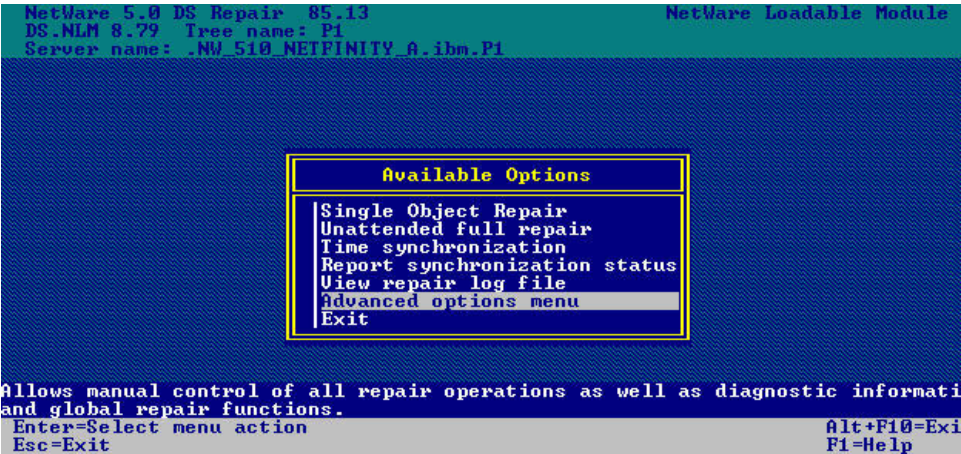 NetWare 5.0 DS Repair 85.13 NetWare Loadable Module
DS.NLM 8.79 Tree name: P1
Server name: .NW_510_NETFINITY_A.ibm.P1
Available Options
Single Object Repair
Unattended full repair
Time synchronization
Report synchronization status
View repair log file
Advanced options menu
Exit
Allows manual control of all repair operations as well as diagnostic informati
and global repair functions.
Enter=Select menu action Alt+F10=Exi
Esc=Exit F1=Help